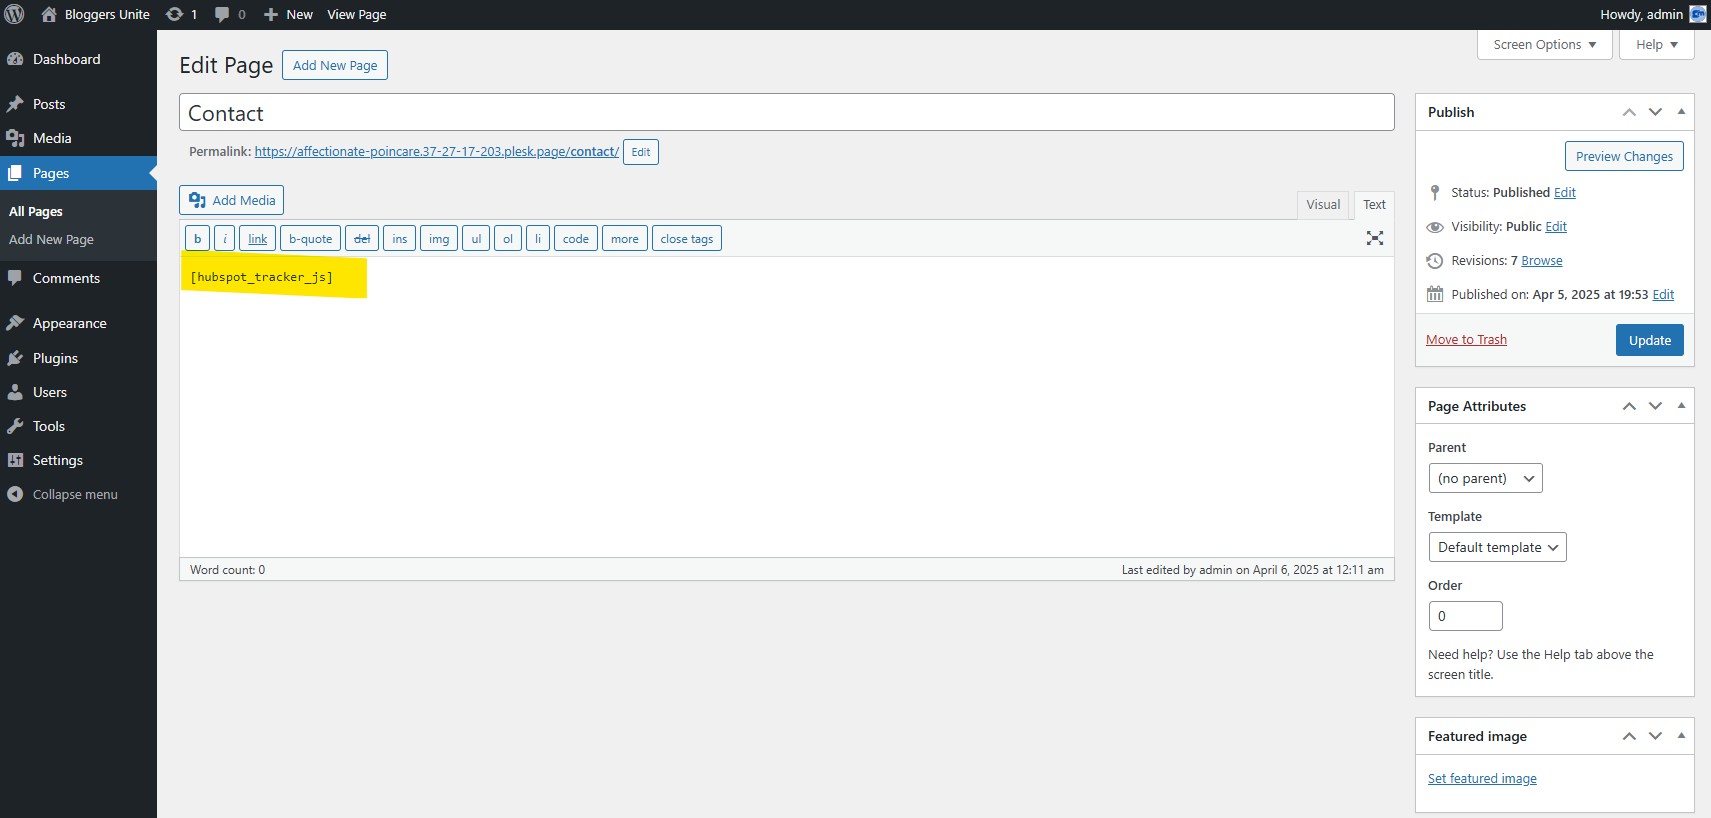 Bloggers Unite 1 0 New View Page Howdy, admin
Screen Options Help
Dashboard
Posts
Media
Pages
All Pages
Add New Page
Comments
Appearance
Plugins
Users
Tools
Settings
Collapse menu
Edit Page Add New Page
Contact
Permalink: https://affectionate-poincare.37-27-17-203.plesk.page/contact/ Edit
Add Media
Visual Text
b i link b-quote del ins img ul ol li code more close tags
[hubspot_tracker_js]
Word count: 0 Last edited by admin on April 6, 2025 at 12:11 am
Publish
Preview Changes
Status: Published Edit
Visibility: Public Edit
Revisions: 7 Browse
Published on: Apr 5, 2025 at 19:53 Edit
Move to Trash Update
Page Attributes
Parent
(no parent)
Template
Default template
Order
0
Need help? Use the Help tab above the
screen title.
Featured image
Set featured image